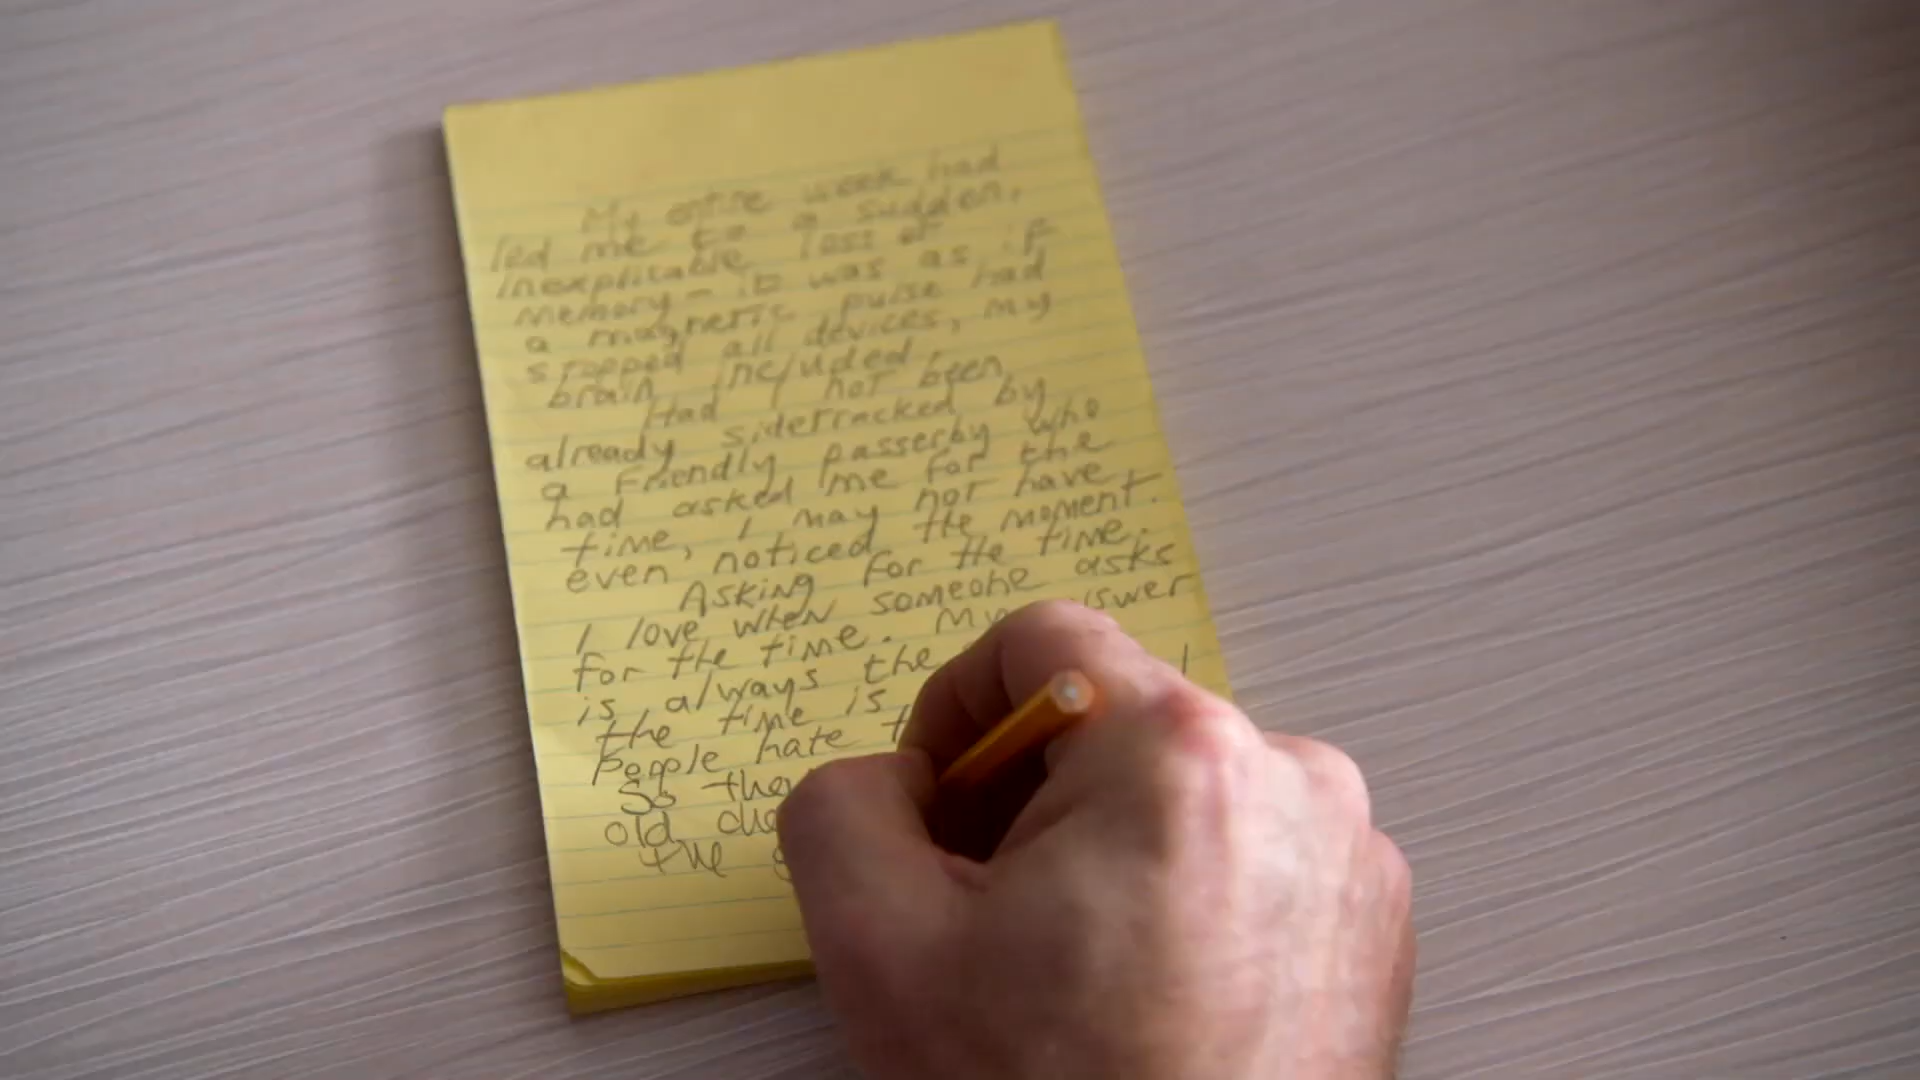 My entire week had
led me to a sudden,
inexplicable loss of
memory - it was as if
a magnetic pulse had
stopped all devices, my
brain included.
Had I not been
already sidetracked by
a friendly passerby who
had asked me for the
time, I may not have
even noticed the moment.
Asking for the time.
I love when someone asks
for the time. My answer
is always the
the time is
People hate
So they
old
the